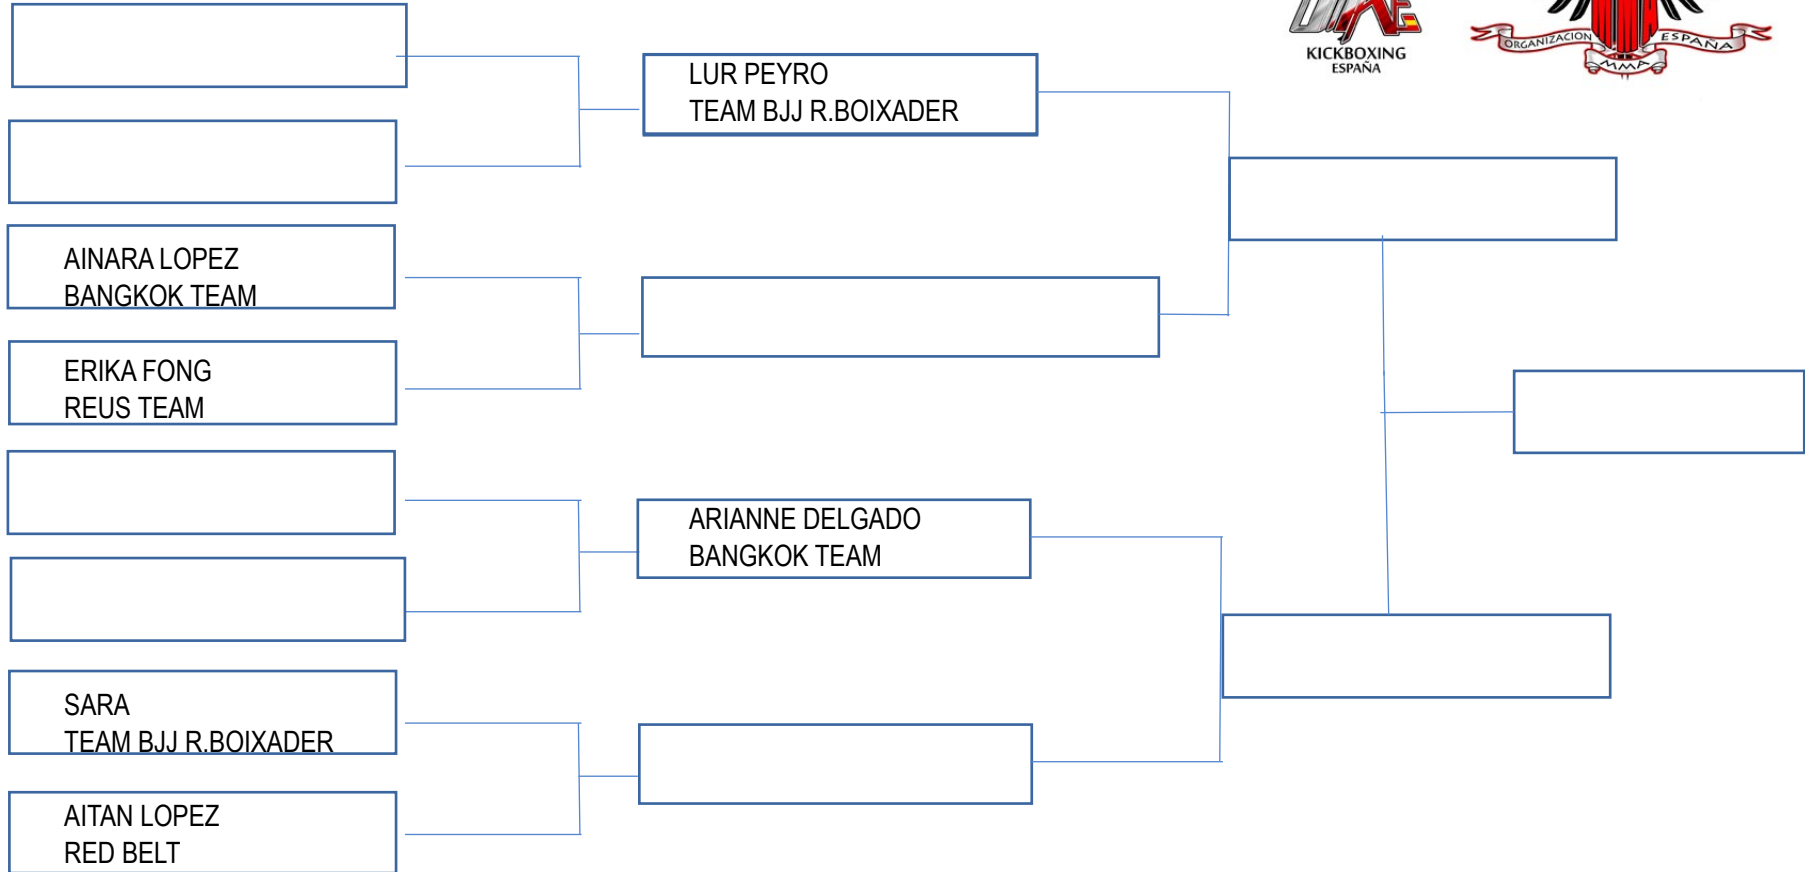 KICKBOXING
ESPAÑA
ORGANIZACION ESPAÑA
MMA
LUR PEYRO
TEAM BJJ R.BOIXADER
AINARA LOPEZ
BANGKOK TEAM
ERIKA FONG
REUS TEAM
ARIANNE DELGADO
BANGKOK TEAM
SARA
TEAM BJJ R.BOIXADER
AITAN LOPEZ
RED BELT